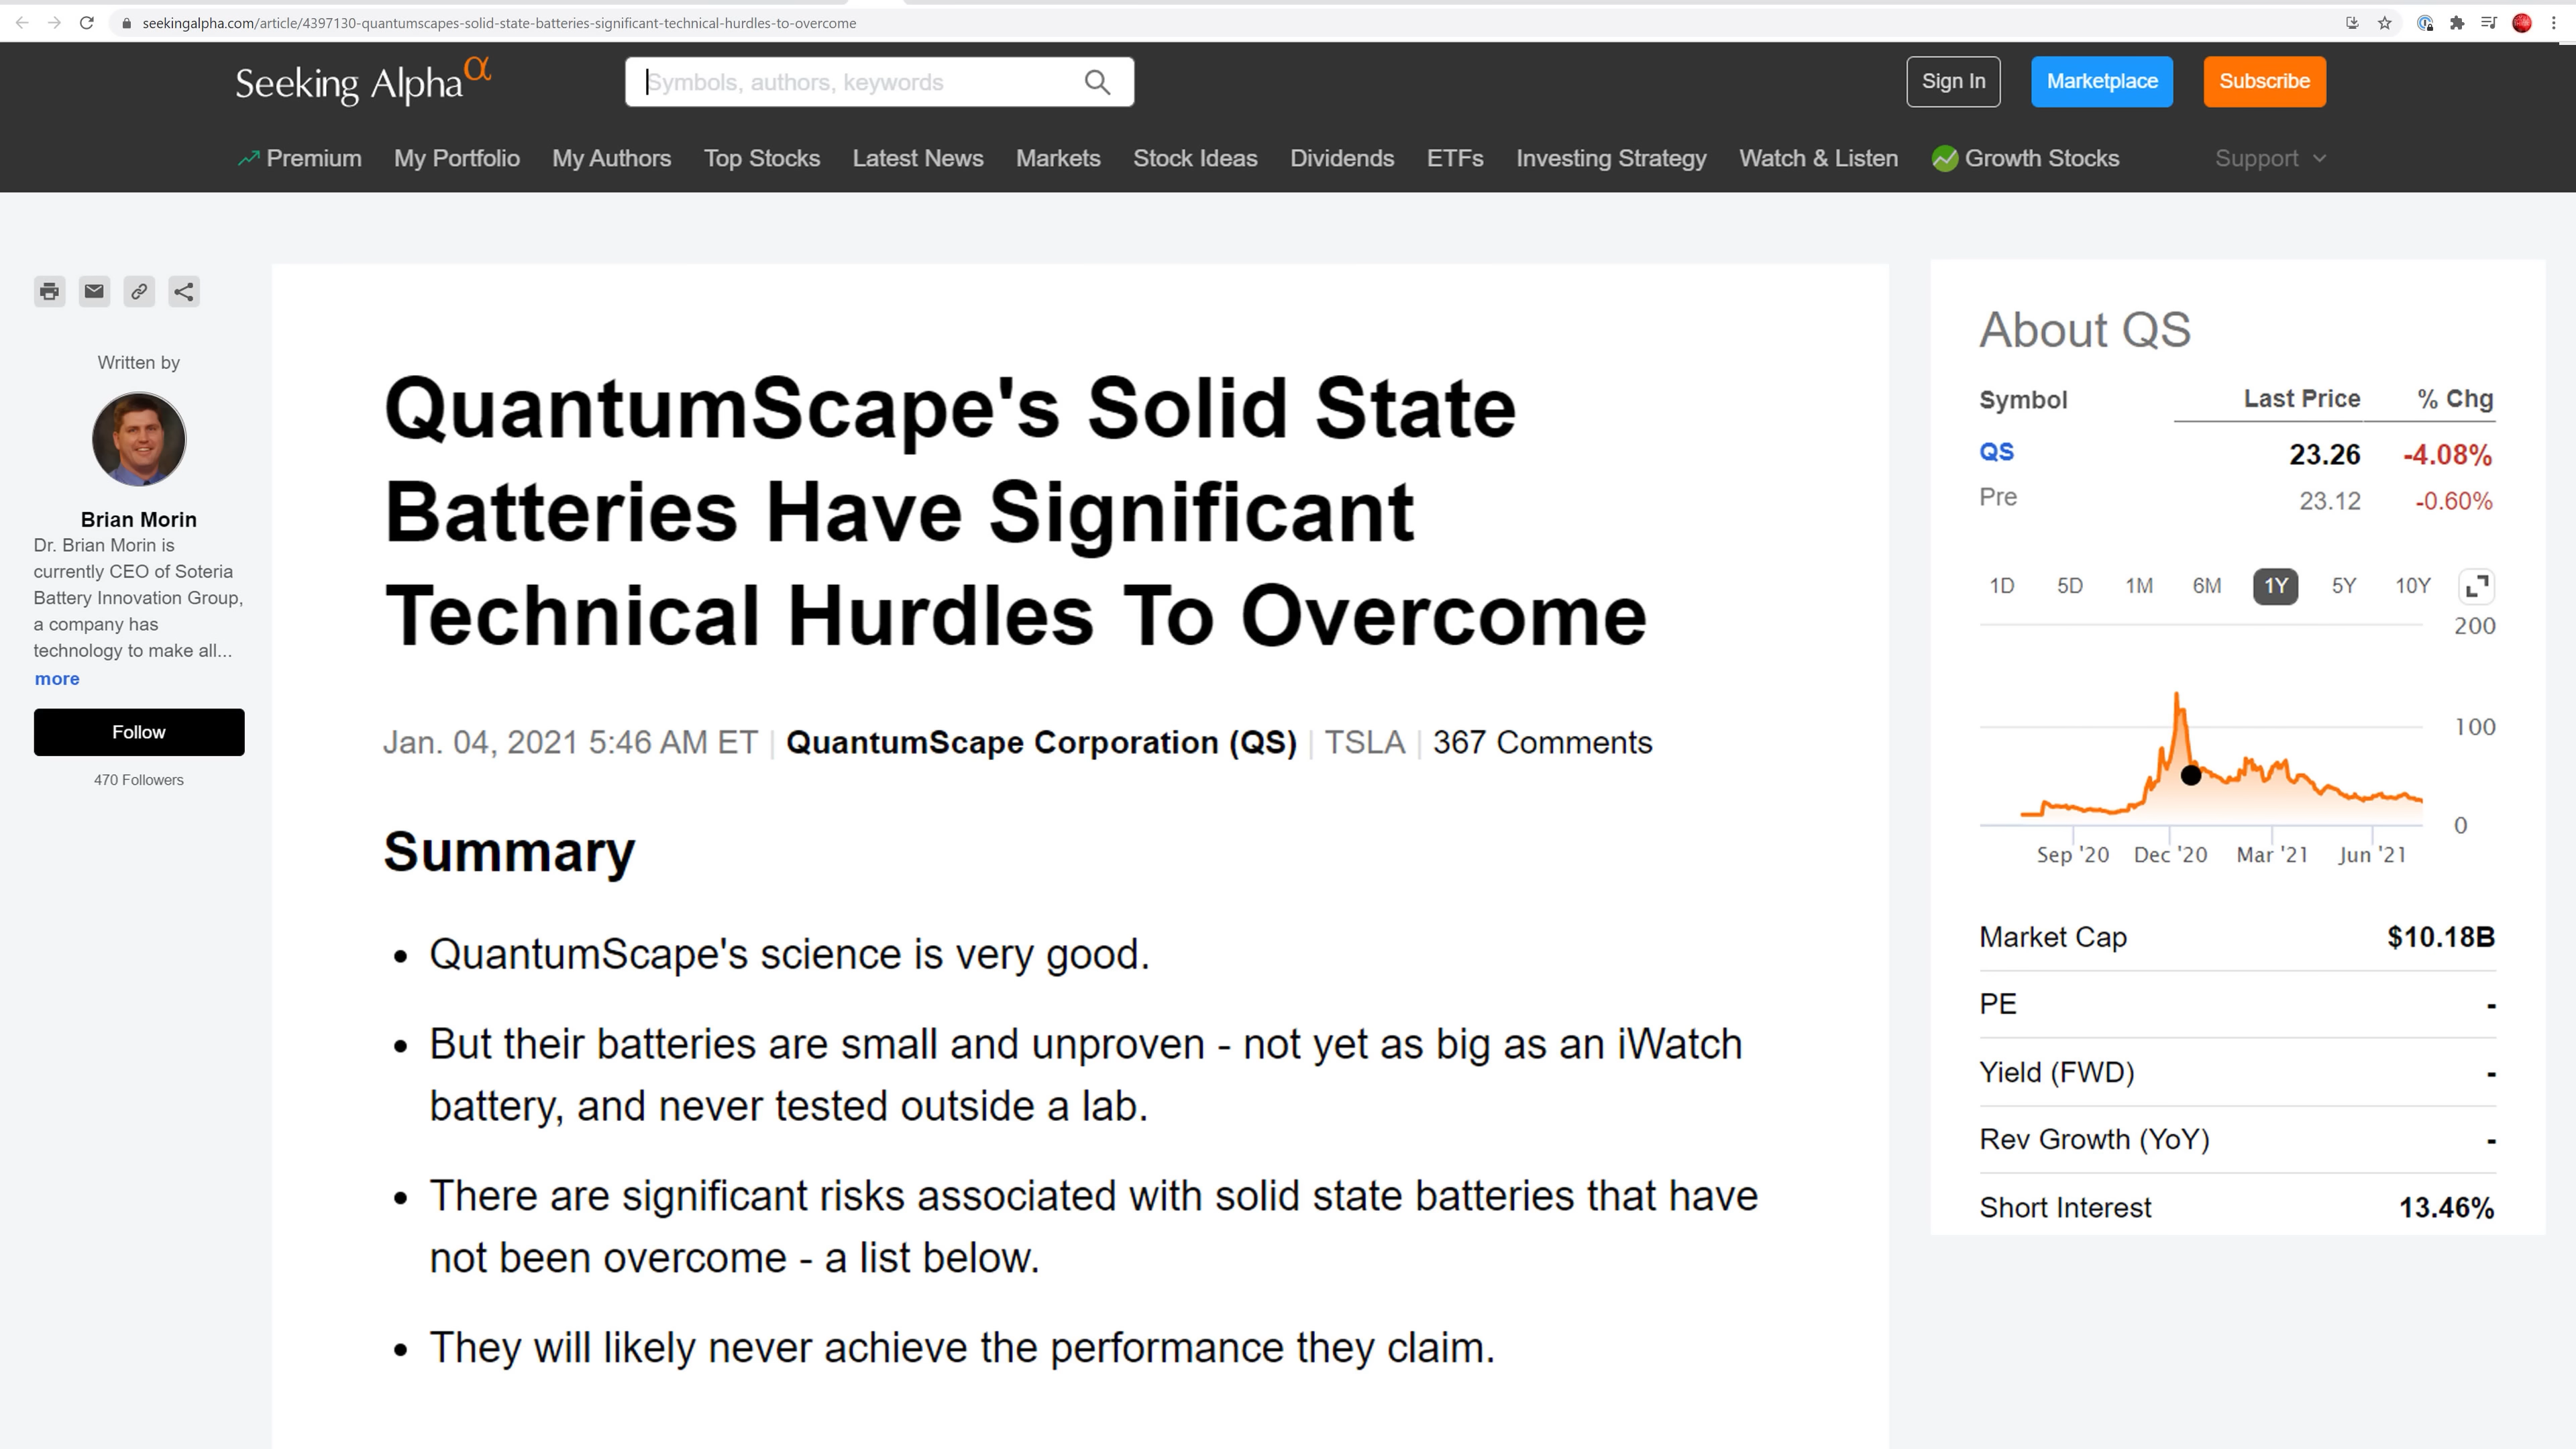 seekingalpha.com/article/4397130-quantumscapes-solid-state-batteries-significant-technical-hurdles-to-overcome
Seeking Alpha α
Symbols, authors, keywords
Sign In
Marketplace
Subscribe
Premium My Portfolio My Authors Top Stocks Latest News Markets Stock Ideas Dividends ETFs Investing Strategy Watch & Listen Growth Stocks Support
Written by
Brian Morin
Dr. Brian Morin is
currently CEO of Soteria
Battery Innovation Group,
a company has
technology to make all...
more
Follow
470 Followers
QuantumScape's Solid State
Batteries Have Significant
Technical Hurdles To Overcome
Jan. 04, 2021 5:46 AM ET | QuantumScape Corporation (QS) | TSLA | 367 Comments
Summary
• QuantumScape's science is very good.
• But their batteries are small and unproven - not yet as big as an iWatch
battery, and never tested outside a lab.
• There are significant risks associated with solid state batteries that have
not been overcome - a list below.
• They will likely never achieve the performance they claim.
About QS
Symbol Last Price % Chg
QS 23.26 -4.08%
Pre 23.12 -0.60%
1D 5D 1M 6M 1Y 5Y 10Y
200
100
0
Sep '20 Dec '20 Mar '21 Jun '21
Market Cap $10.18B
PE -
Yield (FWD) -
Rev Growth (YoY) -
Short Interest 13.46%